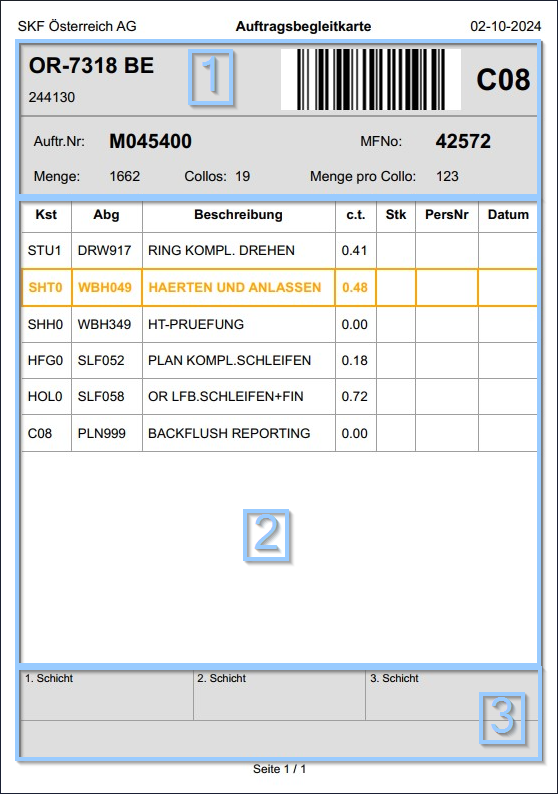 SKF Österreich AG Auftragsbegleitkarte 02-10-2024
OR-7318 BE 1 C08
244130
Auftr.Nr: M045400 MFNo: 42572
Menge: 1662 Collos: 19 Menge pro Collo: 123
Kst Abg Beschreibung c.t. Stk PersNr Datum
STU1 DRW917 RING KOMPL. DREHEN 0.41
SHT0 WBH049 HAERTEN UND ANLASSEN 0.48
SHH0 WBH349 HT-PRUEFUNG 0.00
HFG0 SLF052 PLAN KOMPL.SCHLEIFEN 0.18
HOL0 SLF058 OR LFB.SCHLEIFEN+FIN 0.72
C08 PLN999 BACKFLUSH REPORTING 0.00
2
1. Schicht 2. Schicht 3. Schicht
3
Seite 1 / 1